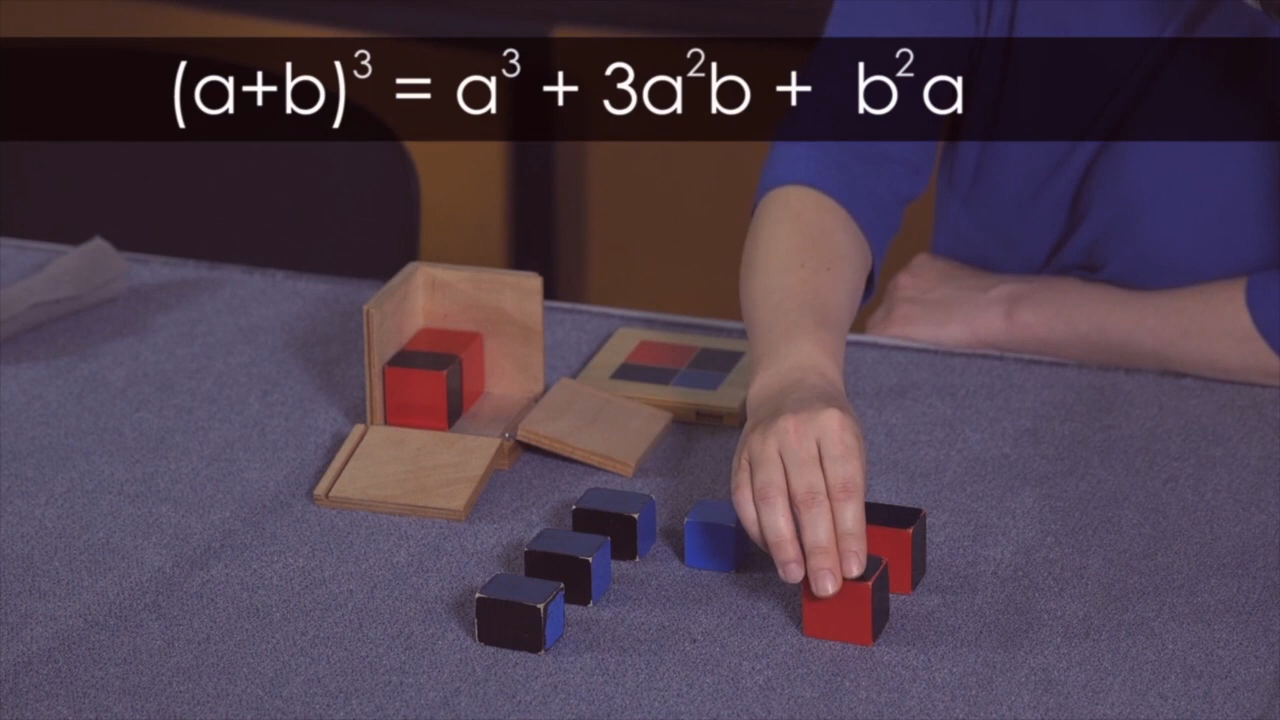 (a+b)³ = a³ + 3a²b + b²a